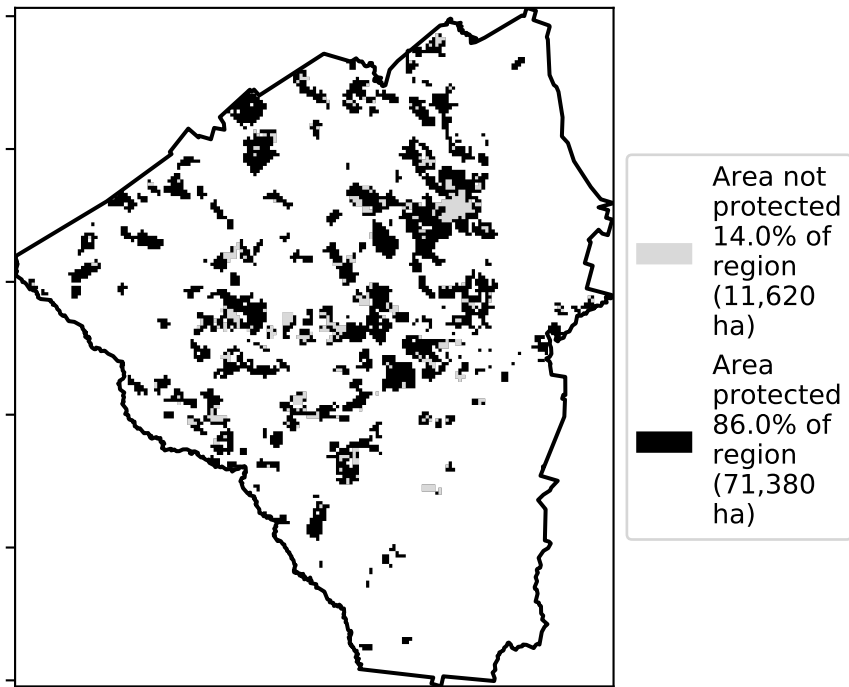 Area not
protected
14.0% of
region
(11,620
ha)
Area
protected
86.0% of
region
(71,380
ha)